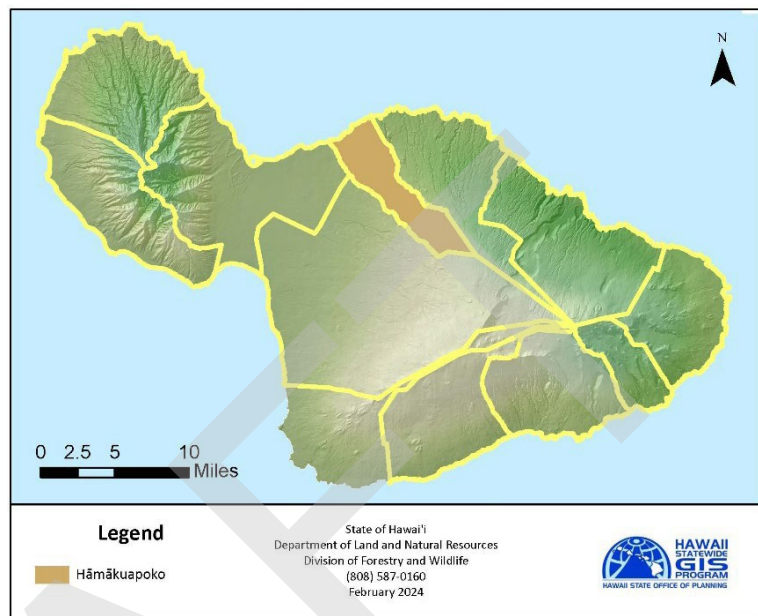 N
0 2.5 5 10
Miles
Legend
Hāmākuapoko
State of Hawai'i
Department of Land and Natural Resources
Division of Forestry and Wildlife
(808) 587-0160
February 2024
HAWAII
STATEWIDE
GIS
PROGRAM
HAWAII STATE OFFICE OF PLANNING